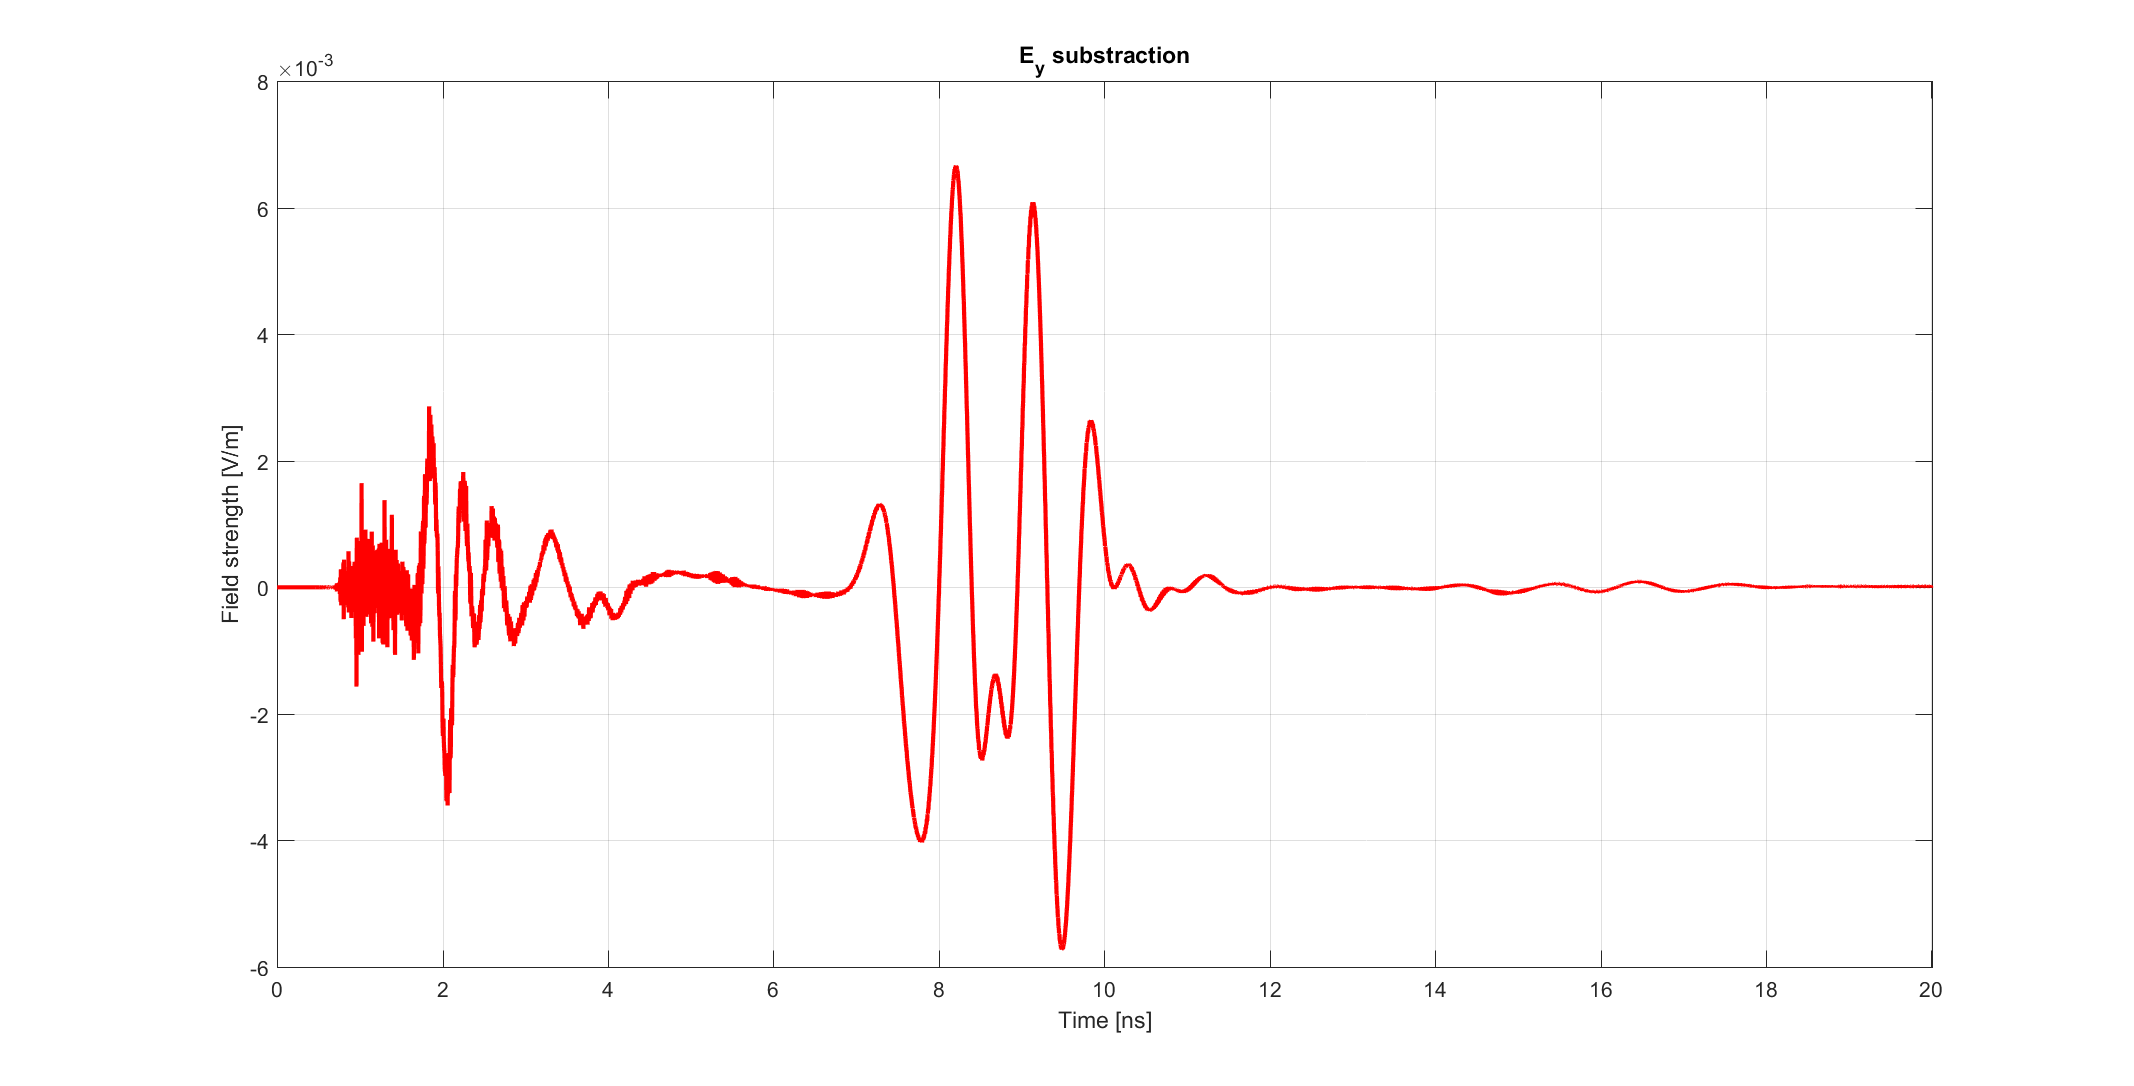 E_y substraction
×10^-3
8
6
4
2
0
-2
-4
-6
Field strength [V/m]
0 2 4 6 8 10 12 14 16 18 20
Time [ns]